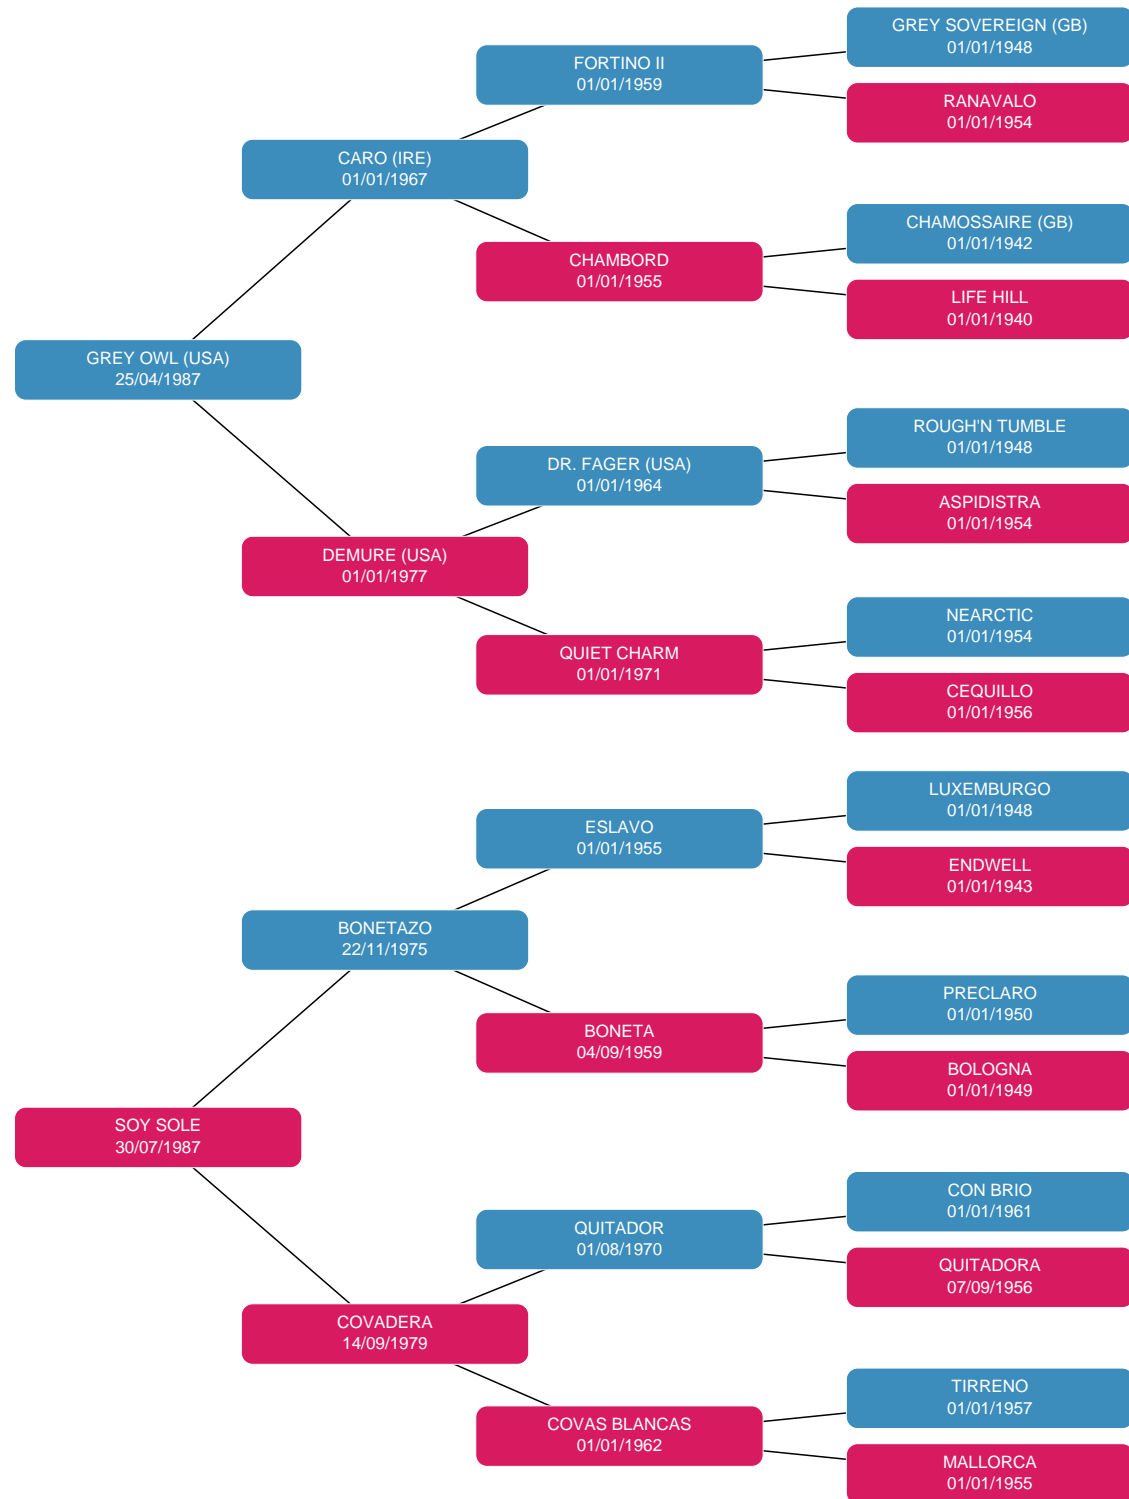 GREY SOVEREIGN (GB)
01/01/1948
FORTINO II
01/01/1959
RANAVALO
01/01/1954
CARO (IRE)
01/01/1967
CHAMOSSAIRE (GB)
01/01/1942
CHAMBORD
01/01/1955
LIFE HILL
01/01/1940
GREY OWL (USA)
25/04/1987
ROUGH'N TUMBLE
01/01/1948
DR. FAGER (USA)
01/01/1964
ASPIDISTRA
01/01/1954
DEMURE (USA)
01/01/1977
NEARCTIC
01/01/1954
QUIET CHARM
01/01/1971
CEQUILLO
01/01/1956
LUXEMBURGO
01/01/1948
ESLAVO
01/01/1955
ENDWELL
01/01/1943
BONETAZO
22/11/1975
PRECLARO
01/01/1950
BONETA
04/09/1959
BOLOGNA
01/01/1949
SOY SOLE
30/07/1987
CON BRIO
01/01/1961
QUITADOR
01/08/1970
QUITADORA
07/09/1956
COVADERA
14/09/1979
TIRRENO
01/01/1957
COVAS BLANCAS
01/01/1962
MALLORCA
01/01/1955